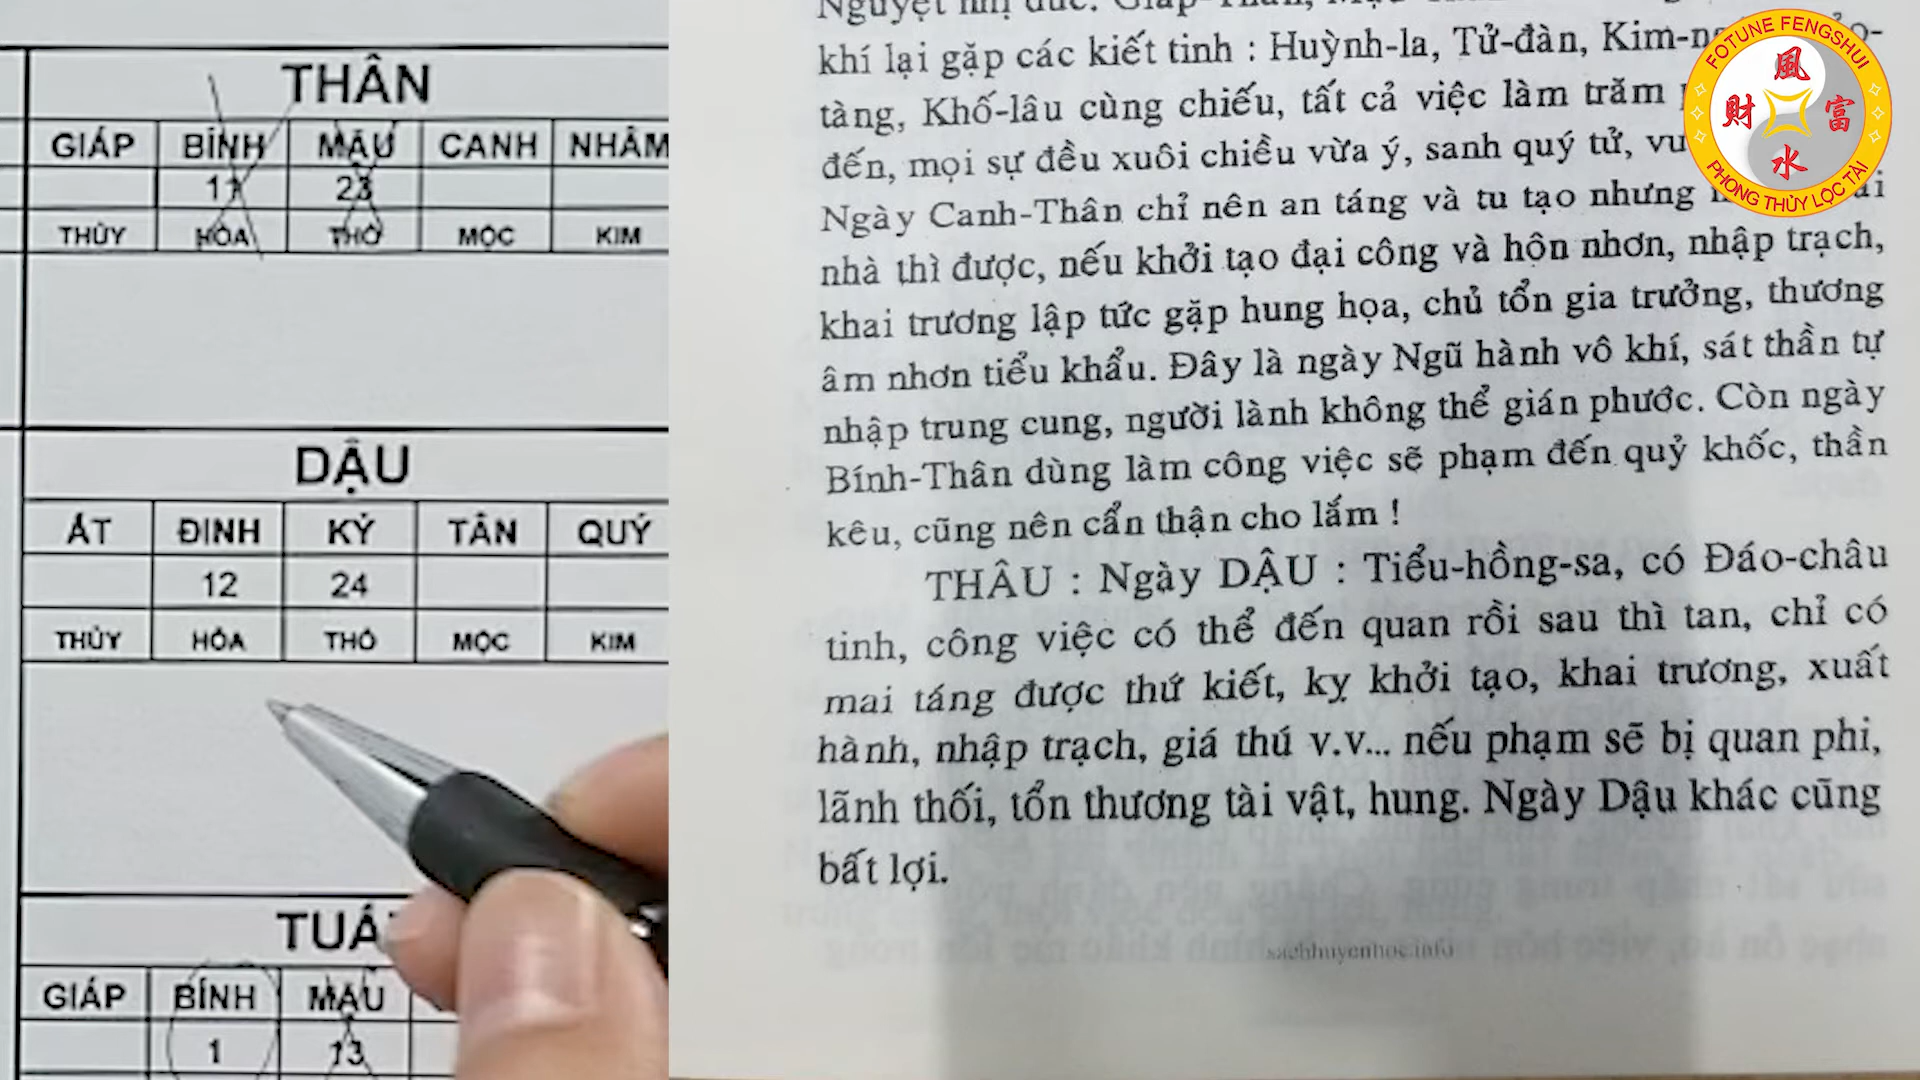 THÂN
GIÁP BÍNH MẬU CANH NHÂM
11 23
THỦY HỎA THỔ MỘC KIM
DẬU
ẤT ĐINH KỶ TÂN QUÝ
12 24
THỦY HỎA THỔ MỘC KIM
GIÁP BÍNH MẬU
1 13
khí lại gặp các kiết tinh : Huỳnh-la, Tử-đàn,
tàng, Khố-lâu cùng chiếu, tất cả việc làm trăm
đến, mọi sự đều xuôi chiều vừa ý, sanh quý tử,
Ngày Canh-Thân chỉ nên an táng và tu tạo nhưng
nhà thì được, nếu khởi tạo đại công và hôn nhơn, nhập trạch,
khai trương lập tức gặp hung họa, chủ tổn gia trưởng, thương
âm nhơn tiểu khẩu. Đây là ngày Ngũ hành vô khí, sát thần tự
nhập trung cung, người lành không thể gián phước. Còn ngày
Bính-Thân dùng làm công việc sẽ phạm đến quỷ khốc, thần
kêu, cũng nên cẩn thận cho lắm !
THÂU : Ngày DẬU : Tiểu-hồng-sa, có Đáo-châu
tinh, công việc có thể đến quan rồi sau thì tan, chỉ có
mai táng được thứ kiết, kỵ khởi tạo, khai trương, xuất
hành, nhập trạch, giá thú v.v... nếu phạm sẽ bị quan phi,
lãnh thối, tổn thương tài vật, hung. Ngày Dậu khác cũng
bất lợi.
sachhuyenhoc.info
FOTUNE FENGSHUI
風
財 富
水
PHONG THỦY LỘC TÀI